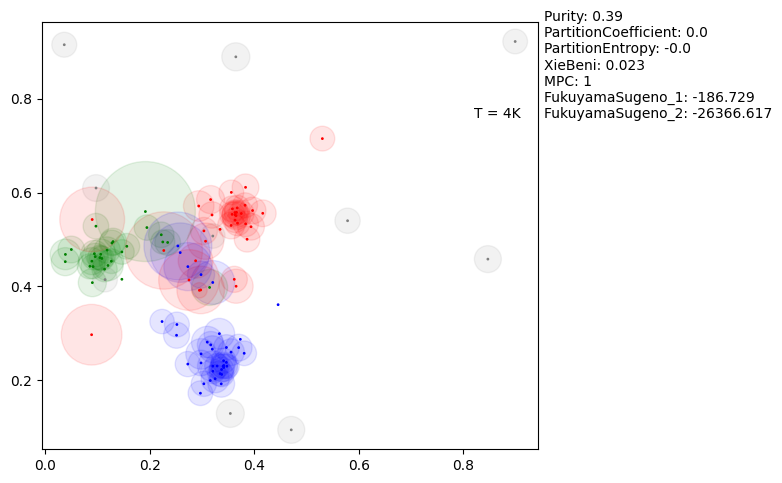 Purity: 0.39
PartitionCoefficient: 0.0
PartitionEntropy: -0.0
XieBeni: 0.023
MPC: 1
FukuyamaSugeno_1: -186.729
FukuyamaSugeno_2: -26366.617
T = 4K
0.8
0.6
0.4
0.2
0.0 0.2 0.4 0.6 0.8